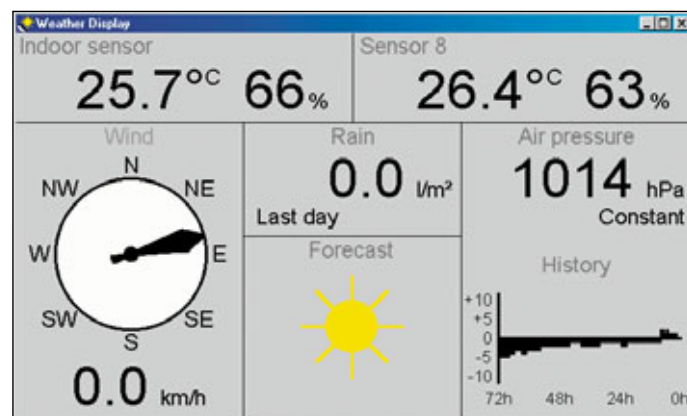 Weather Display
Indoor sensor
25.7°C 66%
Sensor 8
26.4°C 63%
Wind
N
NW NE
W E
SW SE
S
0.0 km/h
Rain
0.0 l/m²
Last day
Forecast
Air pressure
1014 hPa
Constant
History
+10
+5
0
-5
-10
72h 48h 24h 0h